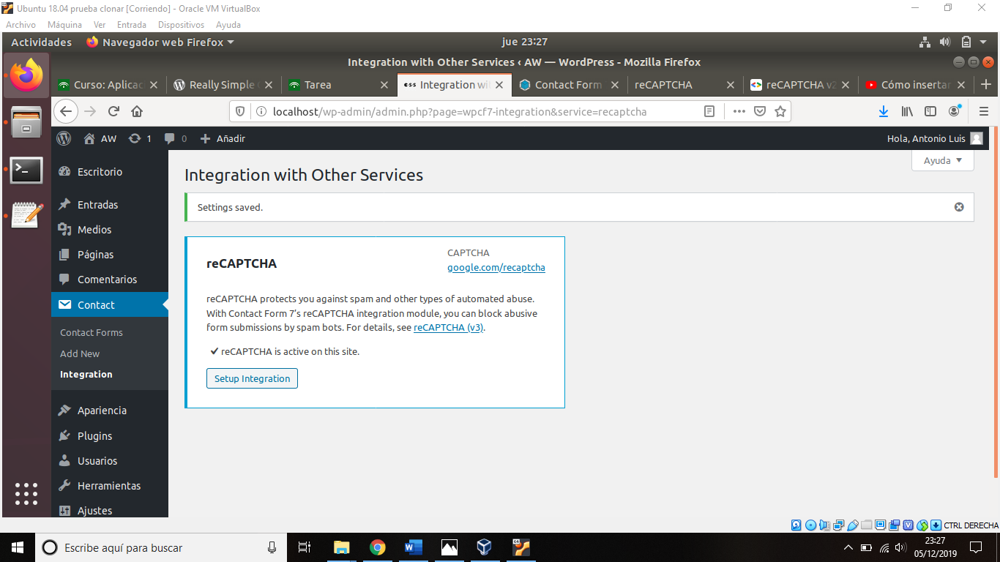 Ubuntu 18.04 prueba clonar [Corriendo] - Oracle VM VirtualBox
Archivo Máquina Ver Entrada Dispositivos Ayuda
Actividades Navegador web Firefox jue 23:27
Integration with Other Services ‹ AW — WordPress - Mozilla Firefox
Curso: Aplicac Really Simple Tarea Integration wi Contact Form reCAPTCHA reCAPTCHA v2 Cómo insertar
localhost/wp-admin/admin.php?page=wpcf7-integration&service=recaptcha
AW 1 0 Añadir Hola, Antonio Luis
Ayuda
Escritorio
Entradas
Medios
Páginas
Comentarios
Contact
Contact Forms
Add New
Integration
Apariencia
Plugins
Usuarios
Herramientas
Ajustes
Integration with Other Services
Settings saved.
reCAPTCHA
CAPTCHA
google.com/recaptcha
reCAPTCHA protects you against spam and other types of automated abuse.
With Contact Form 7’s reCAPTCHA integration module, you can block abusive
form submissions by spam bots. For details, see reCAPTCHA (v3).
reCAPTCHA is active on this site.
Setup Integration
CTRL DERECHA
Escribe aquí para buscar
23:27
05/12/2019